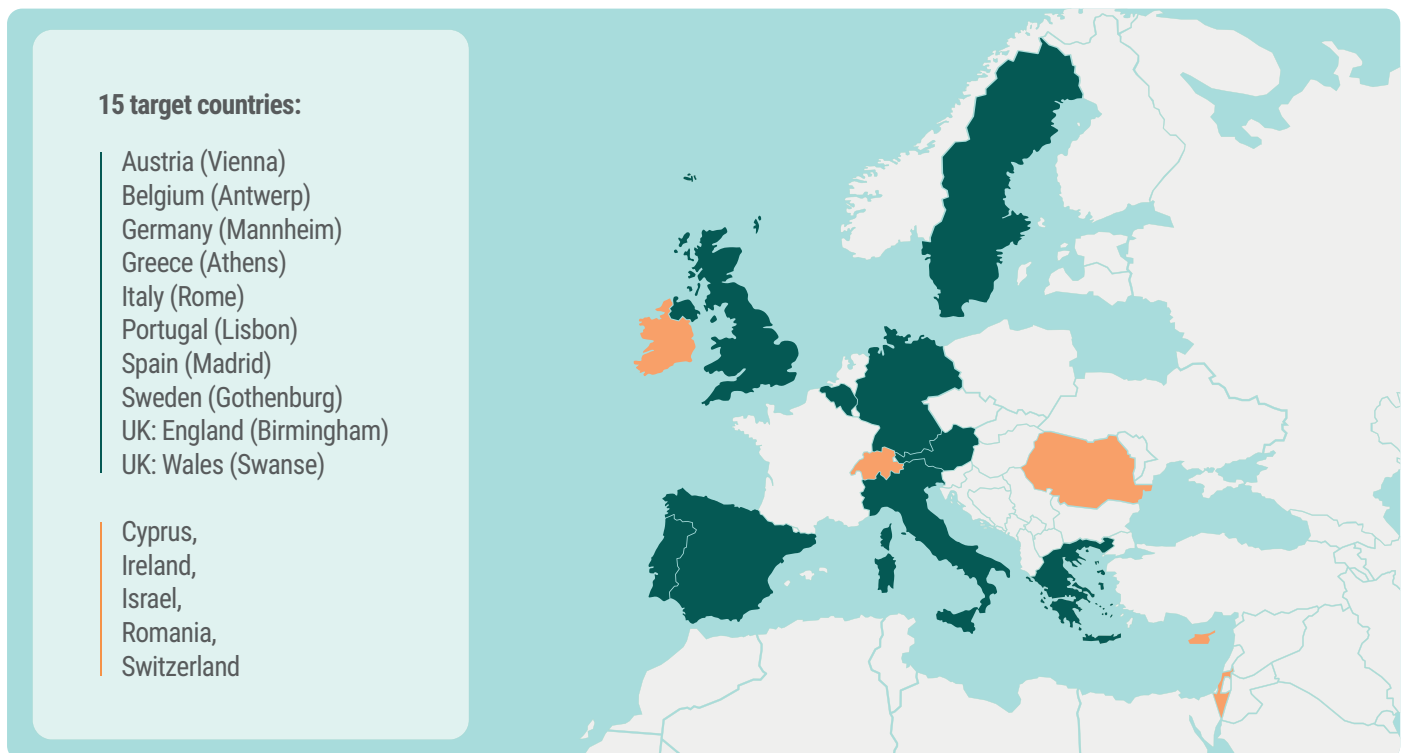 15 target countries:
Austria (Vienna)
Belgium (Antwerp)
Germany (Mannheim)
Greece (Athens)
Italy (Rome)
Portugal (Lisbon)
Spain (Madrid)
Sweden (Gothenburg)
UK: England (Birmingham)
UK: Wales (Swanse)
Cyprus,
Ireland,
Israel,
Romania,
Switzerland